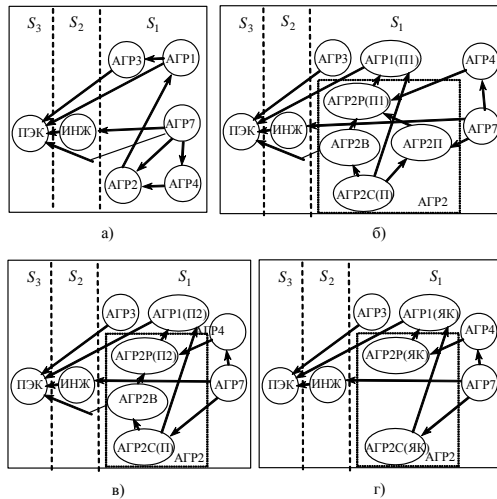 S₃ S₂ S₁
АГР3 АГР1
ПЭК ИНЖ АГР7
АГР2 АГР4
а)
S₃ S₂ S₁
АГР3 АГР1(П1) АГР4
АГР2Р(П1)
ПЭК ИНЖ АГР7
АГР2В АГР2П
АГР2С(П)
АГР2
б)
S₃ S₂ S₁
АГР3 АГР1(П2)
АГР4
АГР2Р(П2)
ПЭК ИНЖ АГР7
АГР2В
АГР2С(П)
АГР2
в)
S₃ S₂ S₁
АГР3 АГР1(ЯК)
АГР4
АГР2Р(ЯК)
ПЭК ИНЖ АГР7
АГР2С(ЯК)
АГР2
г)